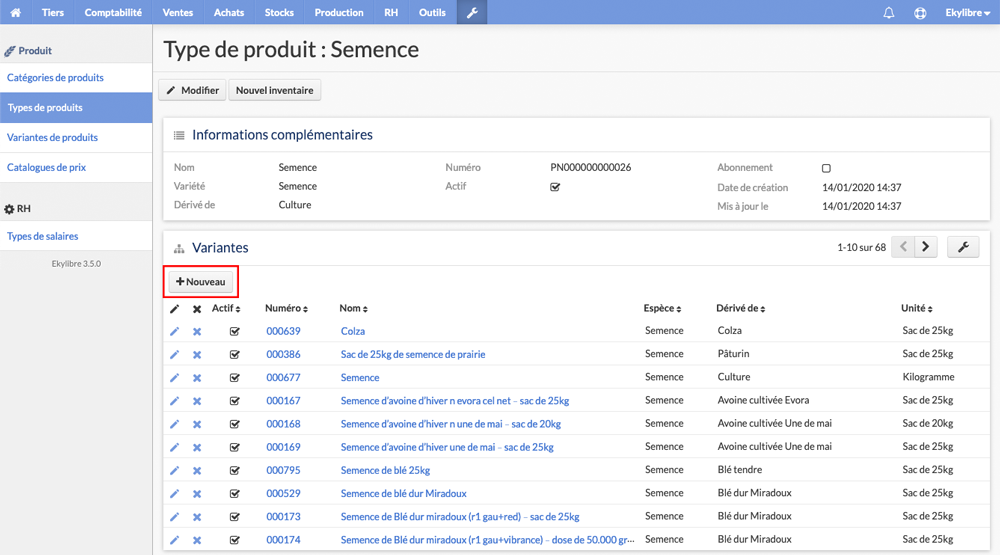 Tiers Comptabilité Ventes Achats Stocks Production RH Outils Ekylibre
Produit
Catégories de produits
Types de produits
Variantes de produits
Catalogues de prix
RH
Types de salaires
Ekylibre 3.5.0
Type de produit : Semence
Modifier Nouvel inventaire
Informations complémentaires
Nom Semence Numéro PN000000000026 Abonnement
Variété Semence Actif Date de création 14/01/2020 14:37
Dérivé de Culture Mis à jour le 14/01/2020 14:37
Variantes 1-10 sur 68
Nouveau
Actif Numéro Nom Espèce Dérivé de Unité
000639 Colza Semence Colza Sac de 25kg
000386 Sac de 25kg de semence de prairie Semence Pâturin Sac de 25kg
000677 Semence Semence Culture Kilogramme
000167 Semence d'avoine d'hiver n evora cel net – sac de 25kg Semence Avoine cultivée Evora Sac de 25kg
000168 Semence d'avoine d'hiver n une de mai – sac de 20kg Semence Avoine cultivée Une de mai Sac de 20kg
000169 Semence d'avoine d'hiver une de mai – sac de 25kg Semence Avoine cultivée Une de mai Sac de 25kg
000795 Semence de blé 25kg Semence Blé tendre Sac de 25kg
000529 Semence de blé dur Miradoux Semence Blé dur Miradoux Sac de 25kg
000173 Semence de Blé dur miradoux (r1 gau+red) – sac de 25kg Semence Blé dur Miradoux Sac de 25kg
000174 Semence de Blé dur miradoux (r1 gau+vibrance) – dose de 50.000 gr... Semence Blé dur Miradoux Sac de 25kg